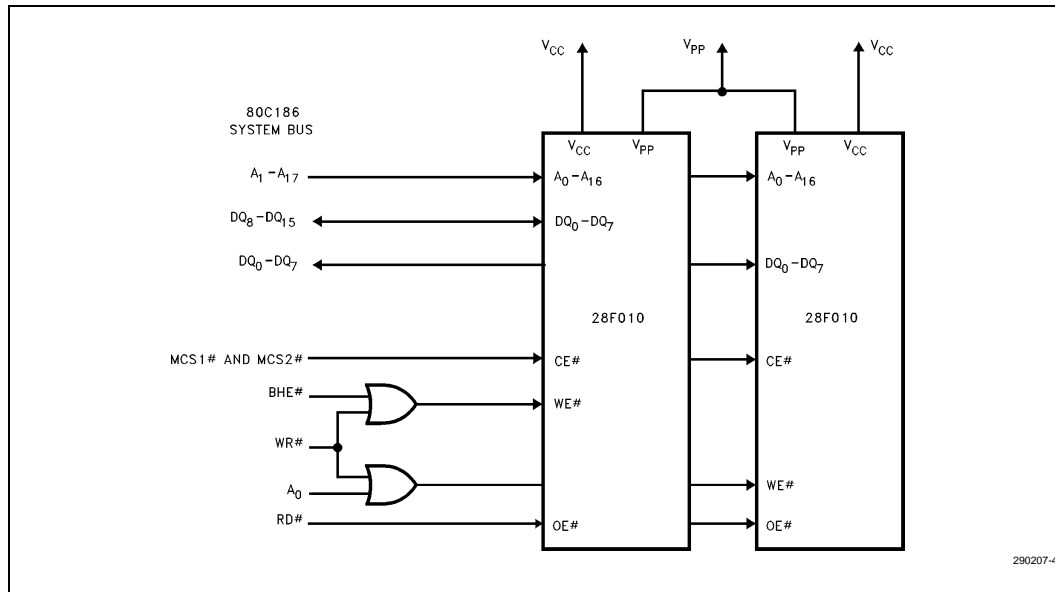 V_CC V_PP V_CC
80C186
SYSTEM BUS
V_CC V_PP V_PP V_CC
A_1-A_17 A_0-A_16 A_0-A_16
DQ_8-DQ_15 DQ_0-DQ_7
DQ_0-DQ_7 DQ_0-DQ_7
28F010 28F010
MCS1# AND MCS2# CE# CE#
BHE# WE#
WR#
A_0 WE#
RD# OE# OE#
290207-4